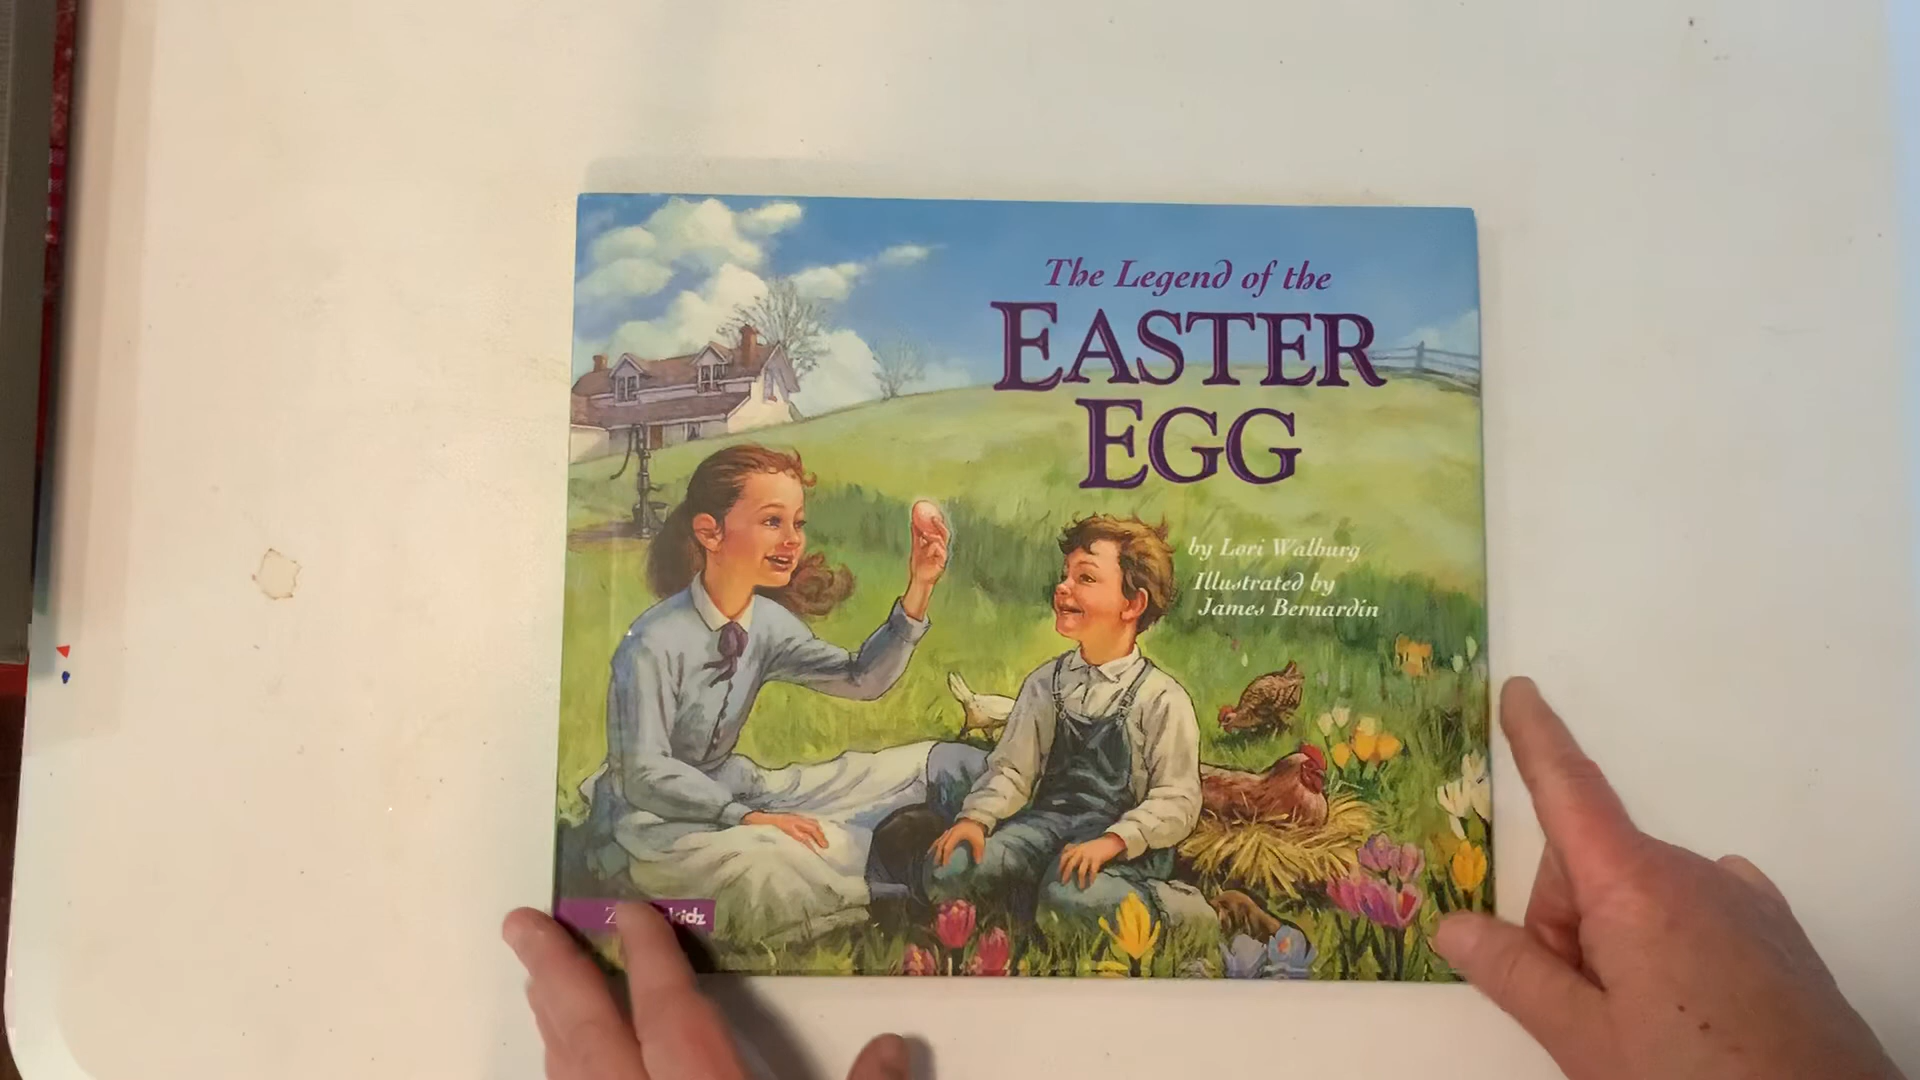 The Legend of the
EASTER
EGG
by Lori Walburg
Illustrated by
James Bernardin